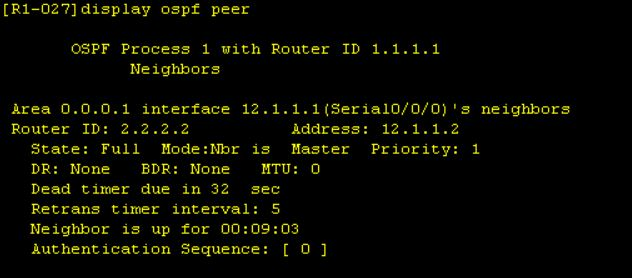 [R1-027]display ospf peer
OSPF Process 1 with Router ID 1.1.1.1
Neighbors
Area 0.0.0.1 interface 12.1.1.1(Serial0/0/0)'s neighbors
Router ID: 2.2.2.2 Address: 12.1.1.2
State: Full Mode:Nbr is Master Priority: 1
DR: None BDR: None MTU: 0
Dead timer due in 32 sec
Retrans timer interval: 5
Neighbor is up for 00:09:03
Authentication Sequence: [ 0 ]